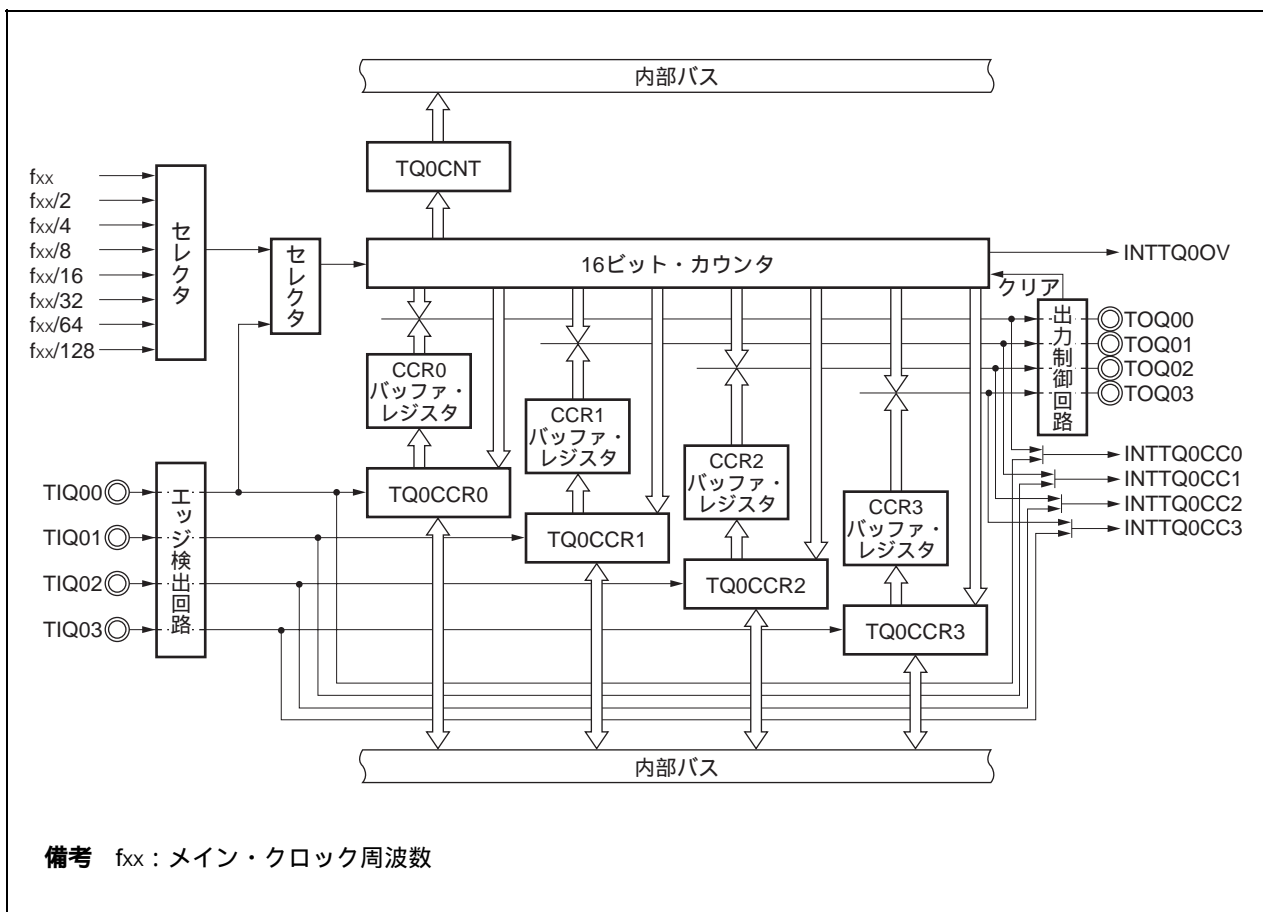 内部バス
TQ0CNT
fxx
fxx/2
fxx/4
fxx/8
fxx/16
fxx/32
fxx/64
fxx/128
セレクタ
セレクタ
16ビット・カウンタ
INTTQ0OV
クリア
出力制御回路
TOQ00
TOQ01
TOQ02
TOQ03
CCR0
バッファ・
レジスタ
CCR1
バッファ・
レジスタ
CCR2
バッファ・
レジスタ
CCR3
バッファ・
レジスタ
INTTQ0CC0
INTTQ0CC1
INTTQ0CC2
INTTQ0CC3
TIQ00
TIQ01
TIQ02
TIQ03
エッジ検出回路
TQ0CCR0
TQ0CCR1
TQ0CCR2
TQ0CCR3
内部バス
備考 fxx：メイン・クロック周波数